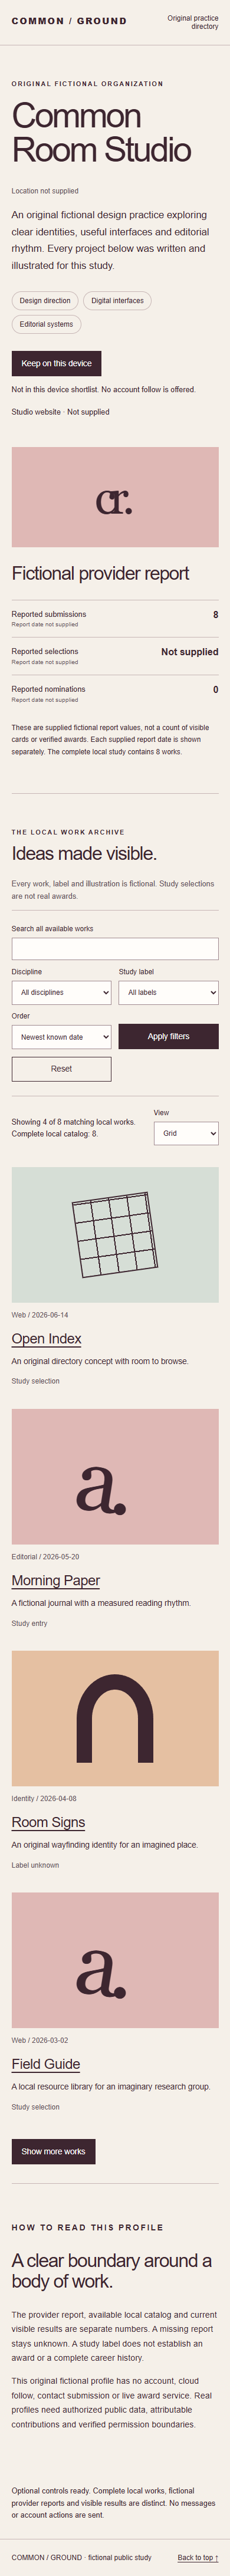 COMMON / GROUND
Original practice
directory
ORIGINAL FICTIONAL ORGANIZATION
Common
Room Studio
Location not supplied
An original fictional design practice exploring
clear identities, useful interfaces and editorial
rhythm. Every project below was written and
illustrated for this study.
Design direction
Digital interfaces
Editorial systems
Keep on this device
Not in this device shortlist. No account follow is offered.
Studio website · Not supplied
cr.
Fictional provider report
Reported submissions
8
Report date not supplied
Reported selections
Not supplied
Report date not supplied
Reported nominations
0
Report date not supplied
These are supplied fictional report values, not a count of visible
cards or verified awards. Each supplied report date is shown
separately. The complete local study contains 8 works.
THE LOCAL WORK ARCHIVE
Ideas made visible.
Every work, label and illustration is fictional. Study selections
are not real awards.
Search all available works
Discipline
Study label
All disciplines
All labels
Order
Newest known date
Apply filters
Reset
Showing 4 of 8 matching local works.
Complete local catalog: 8.
View
Grid
Web / 2026-06-14
Open Index
An original directory concept with room to browse.
Study selection
a.
Editorial / 2026-05-20
Morning Paper
A fictional journal with a measured reading rhythm.
Study entry
Identity / 2026-04-08
Room Signs
An original wayfinding identity for an imagined place.
Label unknown
a.
Web / 2026-03-02
Field Guide
A local resource library for an imaginary research group.
Study selection
Show more works
HOW TO READ THIS PROFILE
A clear boundary around a
body of work.
The provider report, available local catalog and current
visible results are separate numbers. A missing report
stays unknown. A study label does not establish an
award or a complete career history.
This original fictional profile has no account, cloud
follow, contact submission or live award service. Real
profiles need authorized public data, attributable
contributions and verified permission boundaries.
Optional controls ready. Complete local works, fictional
provider reports and visible results are distinct. No messages
or account actions are sent.
COMMON / GROUND · fictional public study
Back to top ↑